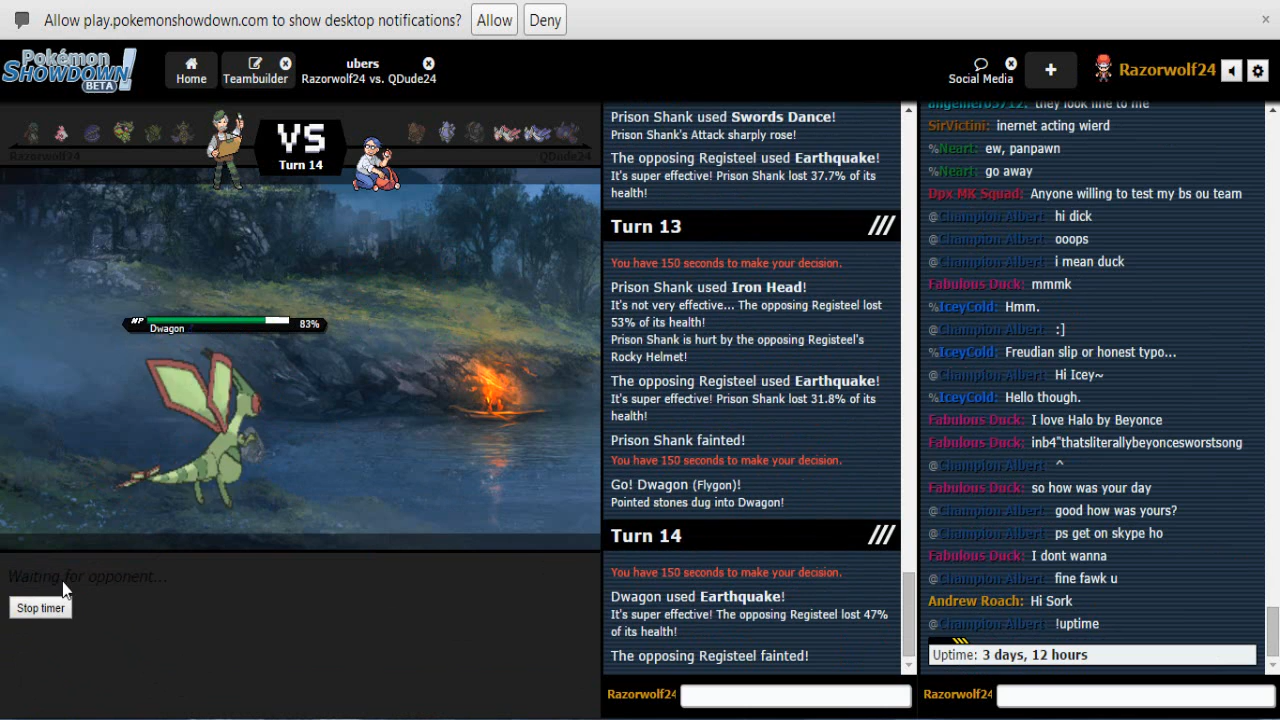 Allow play.pokemonshowdown.com to show desktop notifications?
Allow
Deny
×
Pokémon
SHOWDOWN!
BETA
Home
Teambuilder
ubers
Razorwolf24 vs. QDude24
Social Media
+
Razorwolf24
Razorwolf24
VS
Turn 14
QDude24
Dwagon
83%
Waiting for opponent...
Stop timer
Prison Shank used Swords Dance!
Prison Shank's Attack sharply rose!
The opposing Registeel used Earthquake!
It's super effective! Prison Shank lost 37.7% of its
health!
Turn 13
You have 150 seconds to make your decision.
Prison Shank used Iron Head!
It's not very effective... The opposing Registeel lost
53% of its health!
Prison Shank is hurt by the opposing Registeel's
Rocky Helmet!
The opposing Registeel used Earthquake!
It's super effective! Prison Shank lost 31.8% of its
health!
Prison Shank fainted!
You have 150 seconds to make your decision.
Go! Dwagon (Flygon)!
Pointed stones dug into Dwagon!
Turn 14
You have 150 seconds to make your decision.
Dwagon used Earthquake!
It's super effective! The opposing Registeel lost 47%
of its health!
The opposing Registeel fainted!
Razorwolf24
they look fine to me
SirVictini: inernet acting wierd
%Neart: ew, panpawn
%Neart: go away
Dpx MK Squad: Anyone willing to test my bs ou team
@Champion Albert: hi dick
@Champion Albert: ooops
@Champion Albert: i mean duck
Fabulous Duck: mmmk
%IceyCold: Hmm.
@Champion Albert: :]
%IceyCold: Freudian slip or honest typo...
@Champion Albert: Hi Icey~
%IceyCold: Hello though.
Fabulous Duck: I love Halo by Beyonce
Fabulous Duck: inb4"thatsliterallybeyoncesworstsong
@Champion Albert: ^
Fabulous Duck: so how was your day
@Champion Albert: good how was yours?
@Champion Albert: ps get on skype ho
Fabulous Duck: I dont wanna
@Champion Albert: fine fawk u
Andrew Roach: Hi Sork
@Champion Albert: !uptime
Uptime: 3 days, 12 hours
Razorwolf24